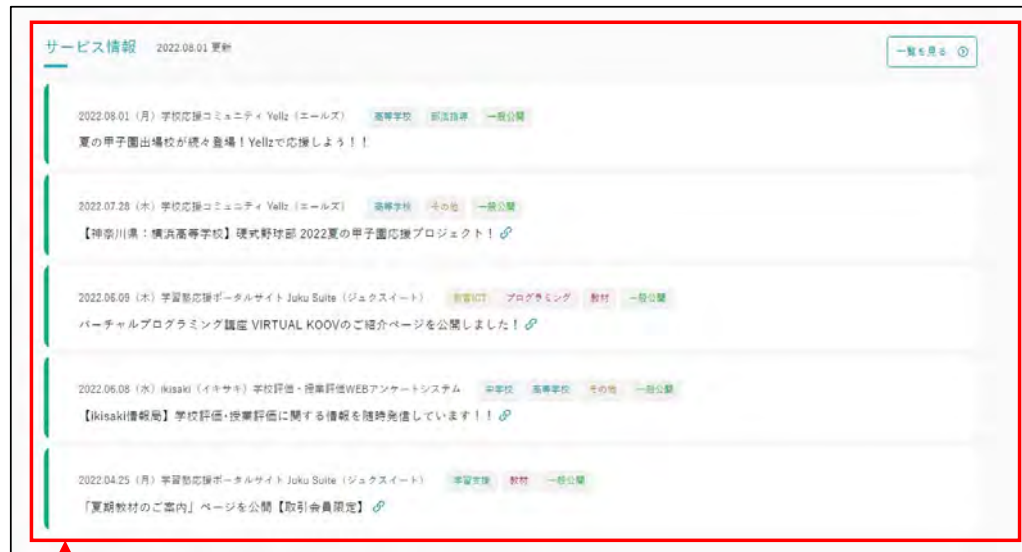 サービス情報 2022.08.01 更新
一覧を見る
2022.08.01（月）学校応援コミュニティ Yellz（エールズ） 高等学校 部活指導 一般公開
夏の甲子園出場校が続々登場！Yellzで応援しよう！！
2022.07.28（木）学校応援コミュニティ Yellz（エールズ） 高等学校 その他 一般公開
【神奈川県：横浜高等学校】硬式野球部 2022夏の甲子園応援プロジェクト！
2022.06.09（木）学習塾応援ポータルサイト Juku Suite（ジュクスイート） 教育ICT プログラミング 教材 一般公開
バーチャルプログラミング講座 VIRTUAL KOOVのご紹介ページを公開しました！
2022.06.08（水）ikisaki（イキサキ）学校評価・授業評価WEBアンケートシステム 中学校 高等学校 その他 一般公開
【ikisaki情報局】学校評価・授業評価に関する情報を随時発信しています！！
2022.04.25（月）学習塾応援ポータルサイト Juku Suite（ジュクスイート） 学習支援 教材 一般公開
「夏期教材のご案内」ページを公開【取引会員限定】